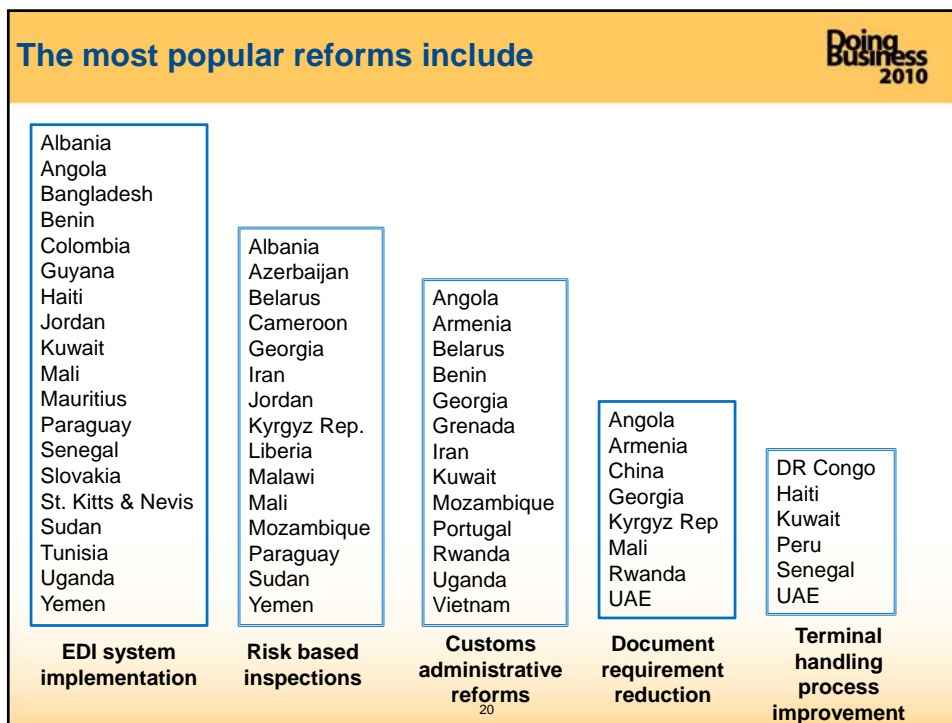 The most popular reforms include
Doing
Business
2010
Albania
Angola
Bangladesh
Benin
Colombia
Guyana
Haiti
Jordan
Kuwait
Mali
Mauritius
Paraguay
Senegal
Slovakia
St. Kitts & Nevis
Sudan
Tunisia
Uganda
Yemen
EDI system
implementation
Albania
Azerbaijan
Belarus
Cameroon
Georgia
Iran
Jordan
Kyrgyz Rep.
Liberia
Malawi
Mali
Mozambique
Paraguay
Sudan
Yemen
Risk based
inspections
Angola
Armenia
Belarus
Benin
Georgia
Grenada
Iran
Kuwait
Mozambique
Portugal
Rwanda
Uganda
Vietnam
Customs
administrative
reforms
Angola
Armenia
China
Georgia
Kyrgyz Rep
Mali
Rwanda
UAE
Document
requirement
reduction
DR Congo
Haiti
Kuwait
Peru
Senegal
UAE
Terminal
handling
process
improvement
20